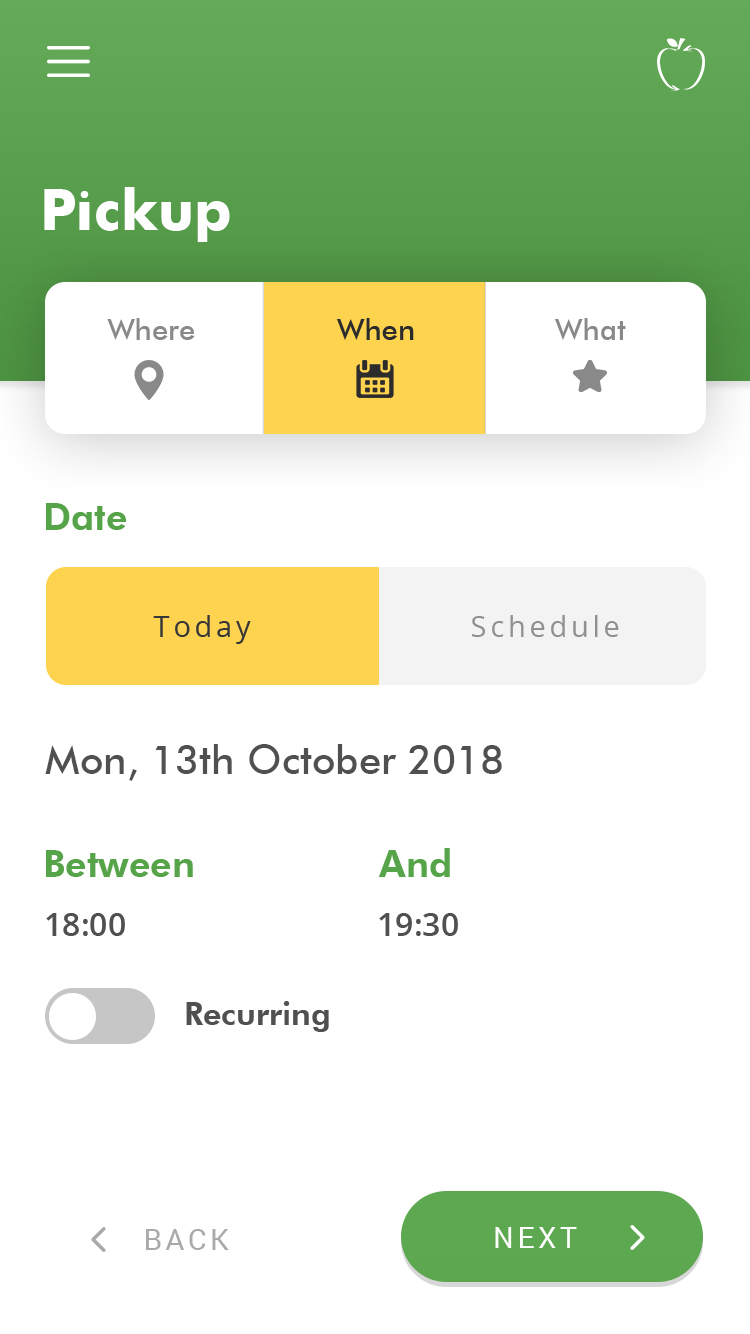 Pickup
Where When What
Date
Today Schedule
Mon, 13th October 2018
Between And
18:00 19:30
Recurring
BACK NEXT